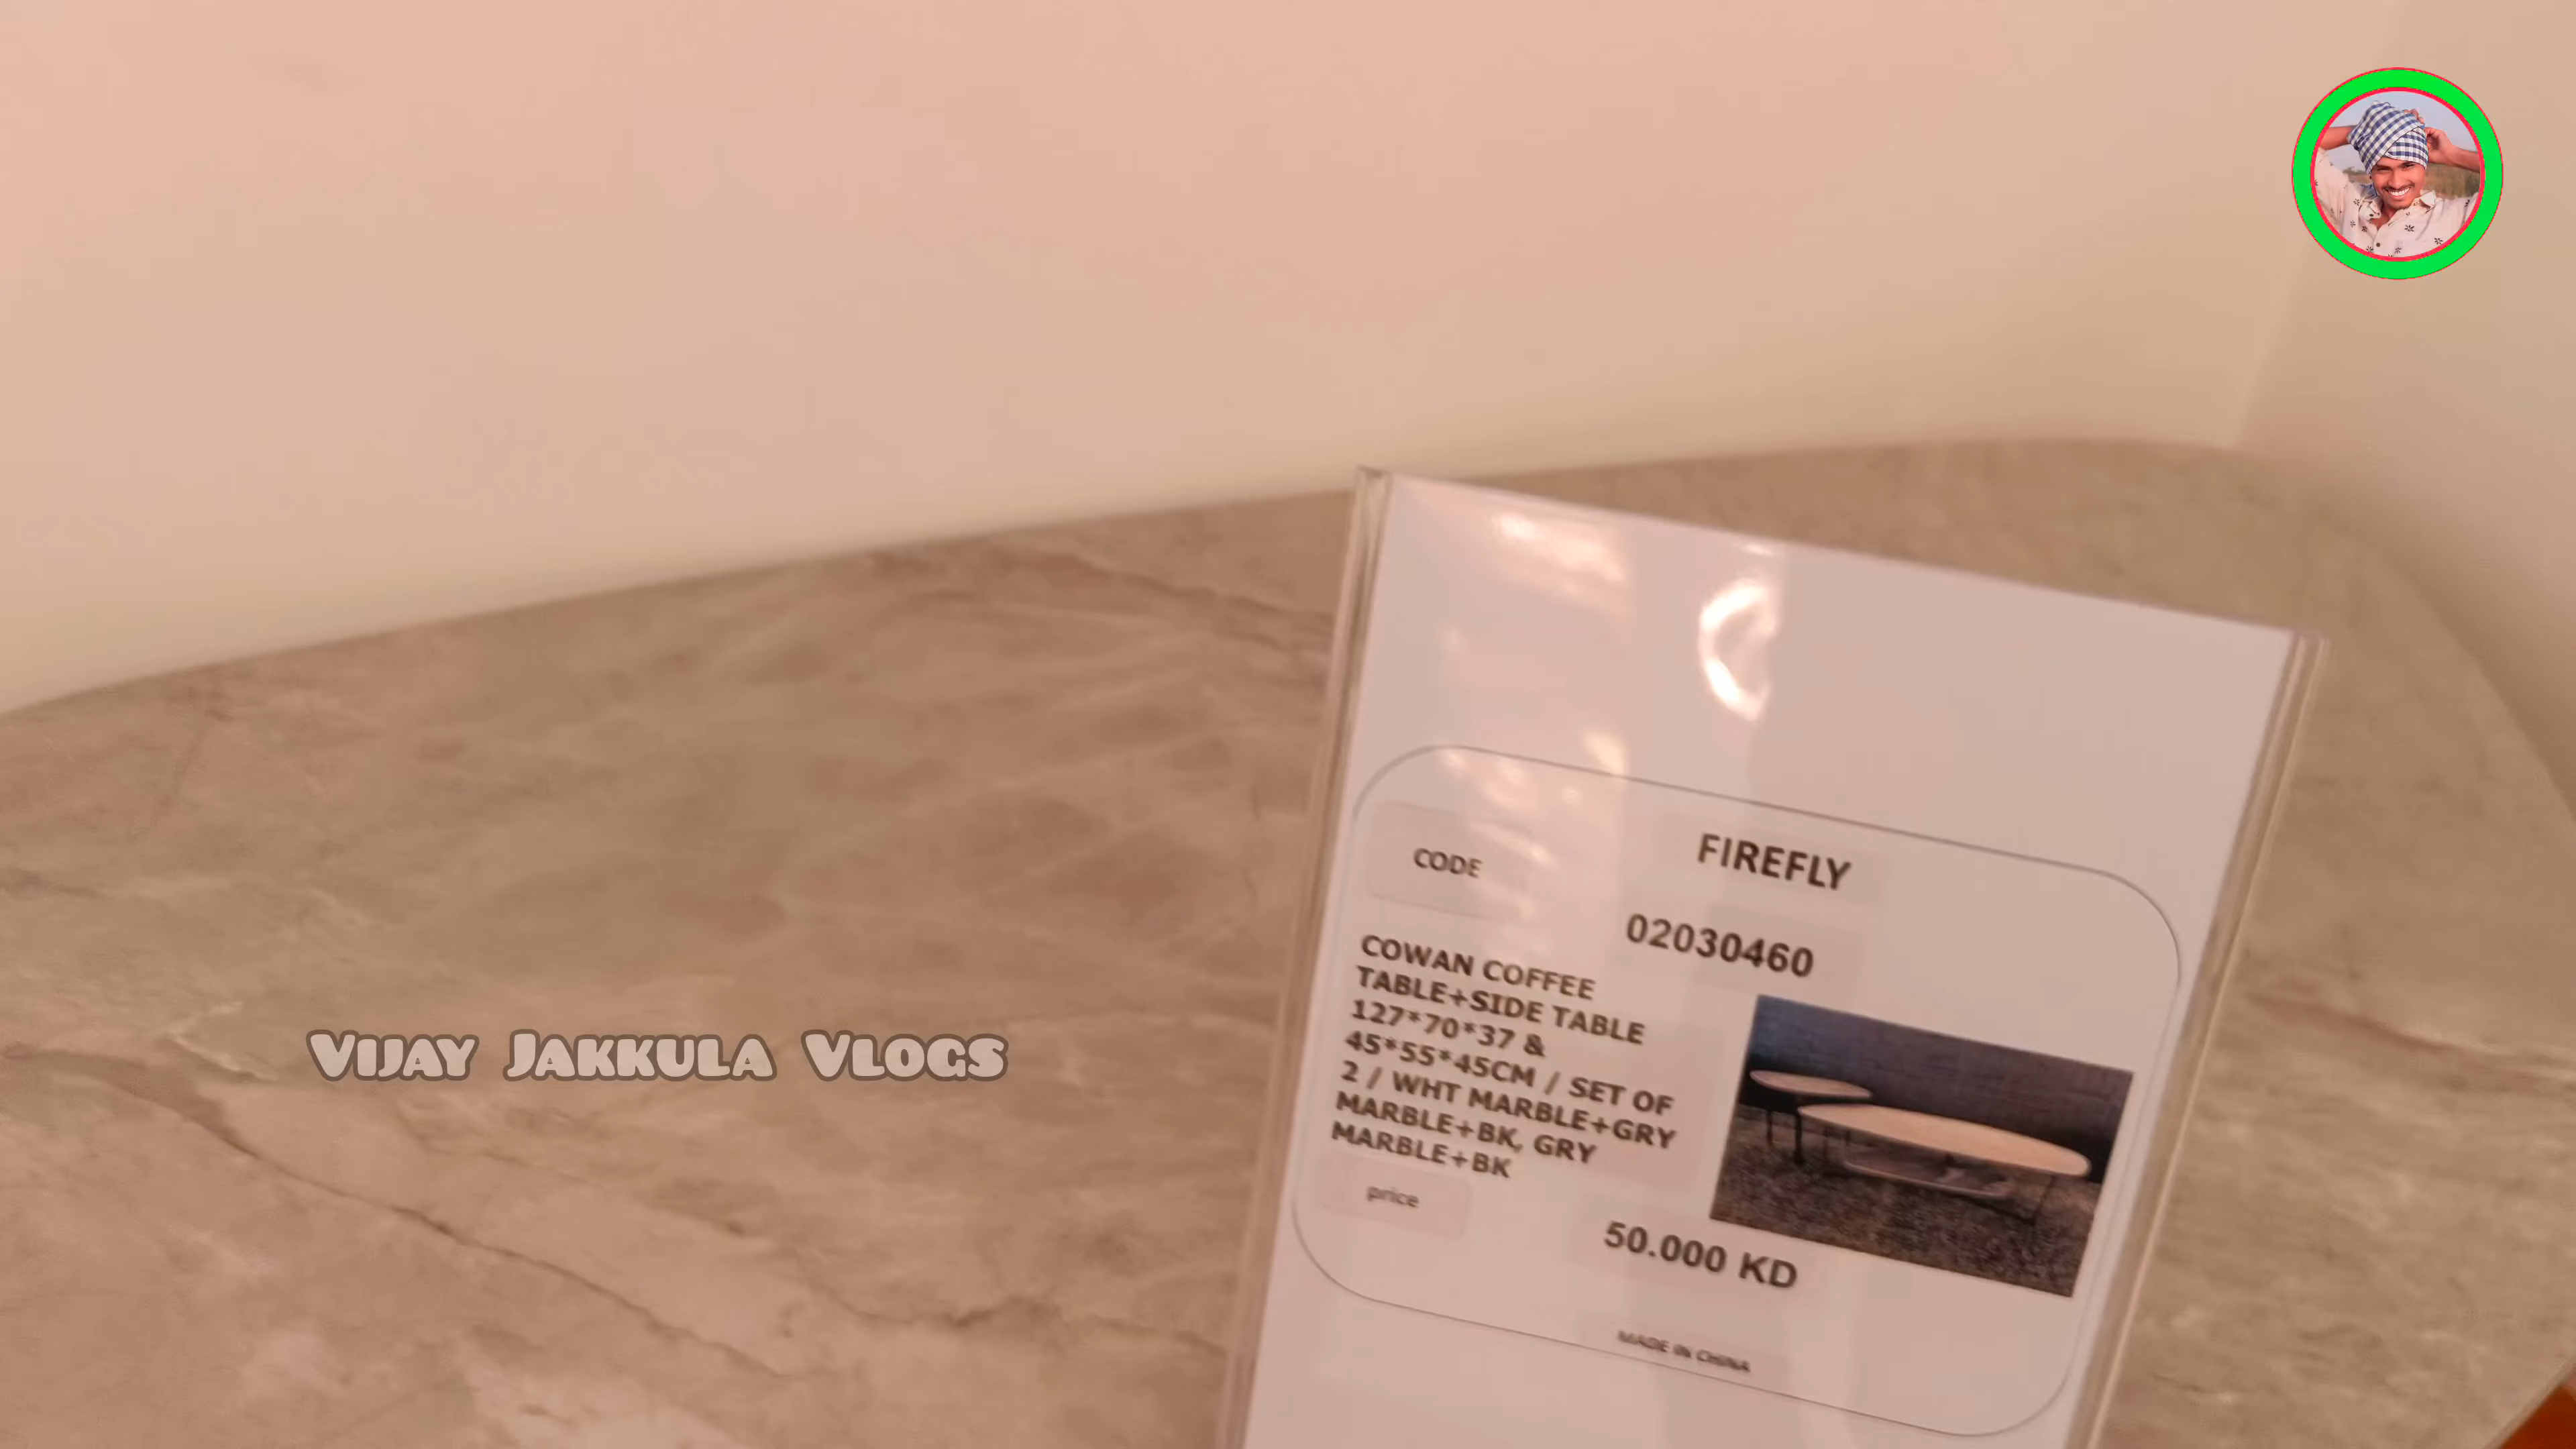 FIREFLY
CODE
02030460
COWAN COFFEE
TABLE+SIDE TABLE
127*70*37 &
45*55*45CM / SET OF
2 / WHT MARBLE+GRY
MARBLE+BK, GRY
MARBLE+BK
price
50.000 KD
MADE IN CHINA
VIJAY JAKKULA VLOGS